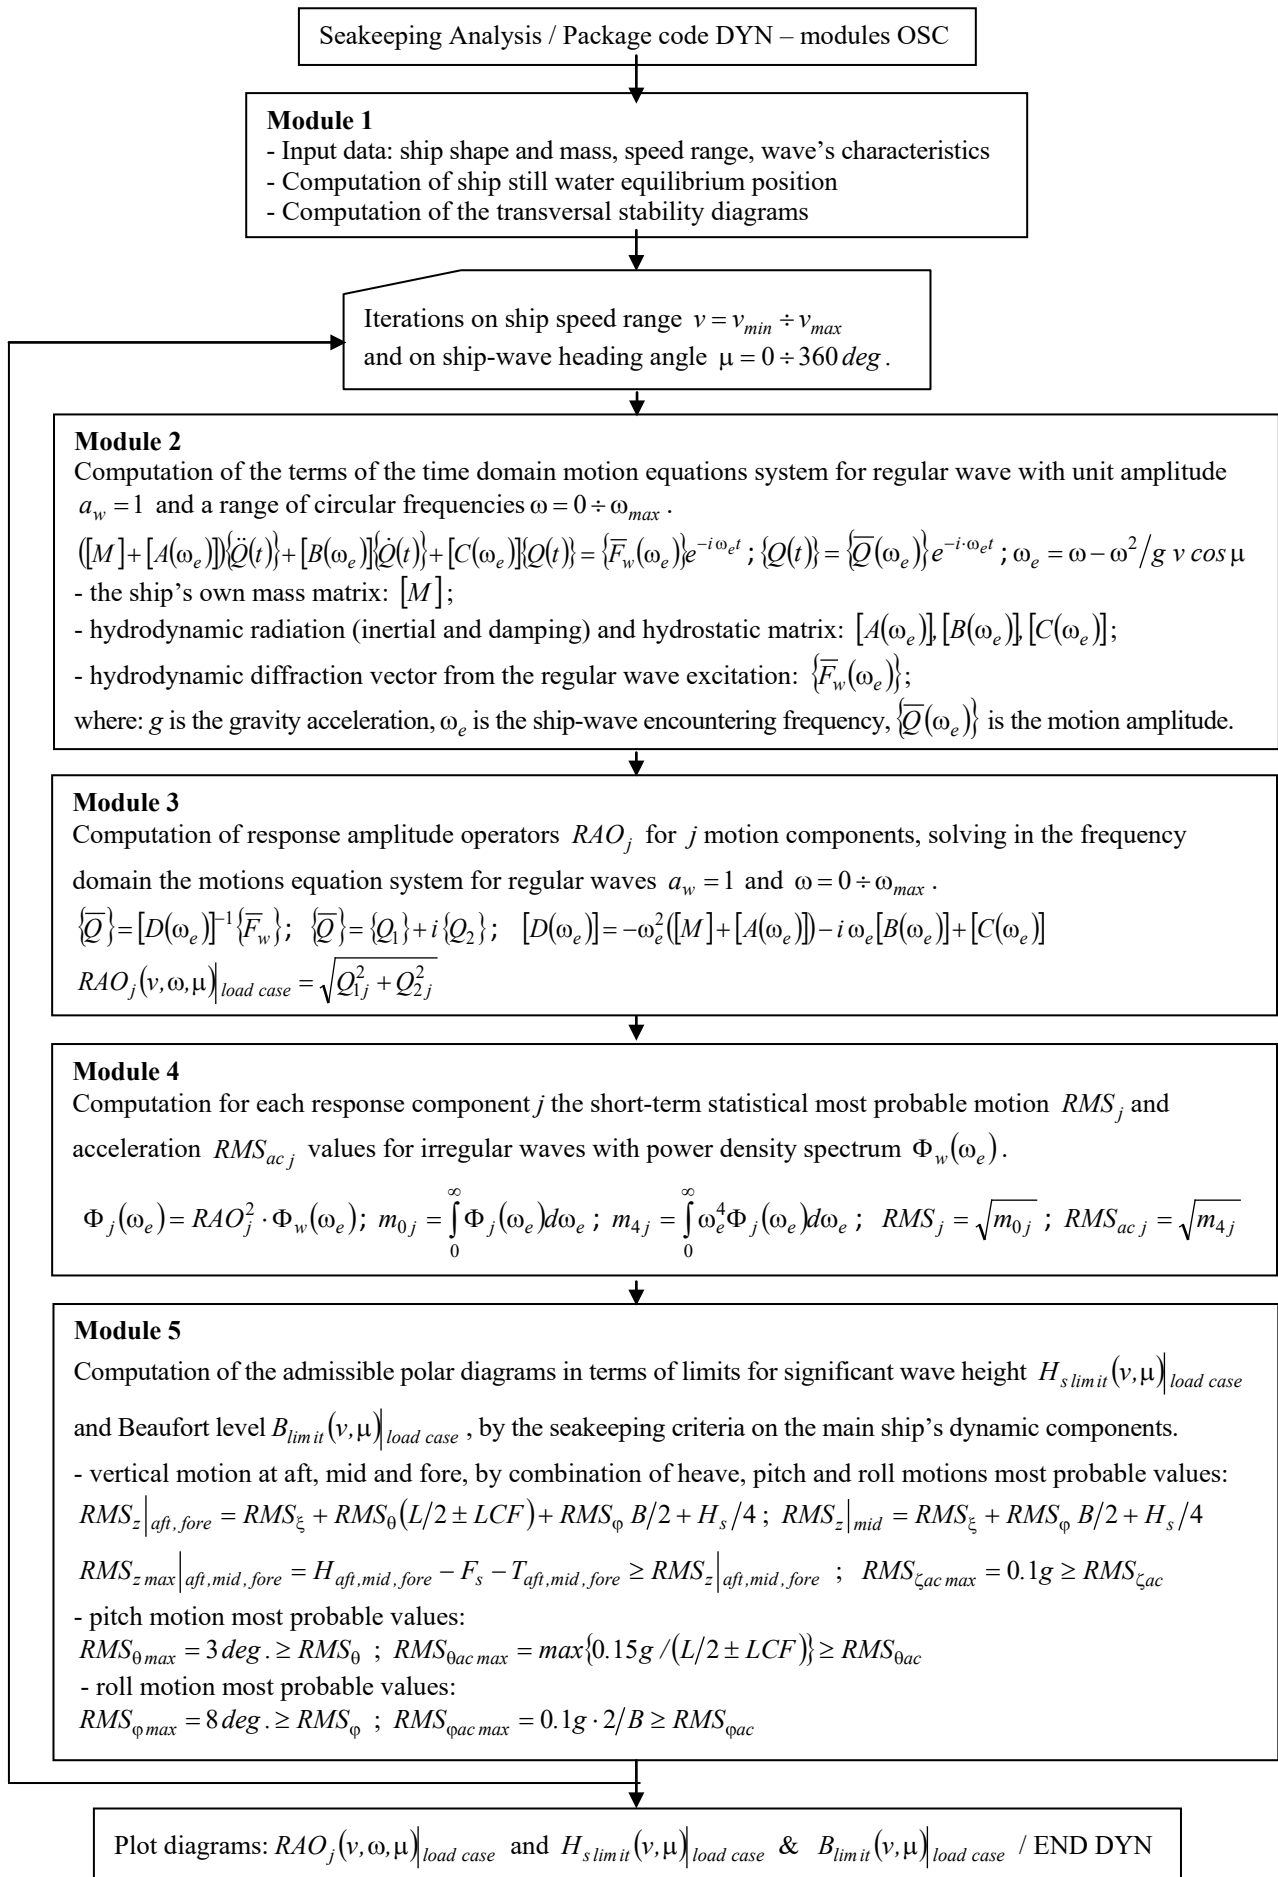 Seakeeping Analysis / Package code DYN – modules OSC
Module 1
- Input data: ship shape and mass, speed range, wave's characteristics
- Computation of ship still water equilibrium position
- Computation of the transversal stability diagrams
Iterations on ship speed range v = v_min ÷ v_max
and on ship-wave heading angle μ = 0 ÷ 360 deg .
Module 2
Computation of the terms of the time domain motion equations system for regular wave with unit amplitude
a_w = 1 and a range of circular frequencies ω = 0 ÷ ω_max .
([M]+[A(ω_e)]){Q̈(t)}+[B(ω_e)]{Q̇(t)}+[C(ω_e)]{Q(t)} = {F̅_w(ω_e)}e^{-i ω_e t} ; {Q(t)} = {Q̅(ω_e)}e^{-i·ω_e t} ; ω_e = ω − ω²/g v cos μ
- the ship's own mass matrix: [M];
- hydrodynamic radiation (inertial and damping) and hydrostatic matrix: [A(ω_e)], [B(ω_e)], [C(ω_e)];
- hydrodynamic diffraction vector from the regular wave excitation: {F̅_w(ω_e)};
where: g is the gravity acceleration, ω_e is the ship-wave encountering frequency, {Q̅(ω_e)} is the motion amplitude.
Module 3
Computation of response amplitude operators RAO_j for j motion components, solving in the frequency
domain the motions equation system for regular waves a_w = 1 and ω = 0 ÷ ω_max .
{Q̅} = [D(ω_e)]^{-1}{F̅_w}; {Q̅} = {Q_1}+ i{Q_2}; [D(ω_e)] = −ω_e²([M]+[A(ω_e)]) − i ω_e[B(ω_e)]+[C(ω_e)]
RAO_j(v,ω,μ)|_{load case} = √(Q_{1j}² + Q_{2j}²)
Module 4
Computation for each response component j the short-term statistical most probable motion RMS_j and
acceleration RMS_{ac j} values for irregular waves with power density spectrum Φ_w(ω_e).
Φ_j(ω_e) = RAO_j² · Φ_w(ω_e); m_{0j} = ∫_0^∞ Φ_j(ω_e)dω_e ; m_{4j} = ∫_0^∞ ω_e⁴Φ_j(ω_e)dω_e ; RMS_j = √m_{0j} ; RMS_{ac j} = √m_{4j}
Module 5
Computation of the admissible polar diagrams in terms of limits for significant wave height H_{s limit}(v,μ)|_{load case}
and Beaufort level B_{limit}(v,μ)|_{load case} , by the seakeeping criteria on the main ship's dynamic components.
- vertical motion at aft, mid and fore, by combination of heave, pitch and roll motions most probable values:
RMS_z|_{aft,fore} = RMS_ξ + RMS_θ(L/2 ± LCF) + RMS_φ B/2 + H_s/4 ; RMS_z|_{mid} = RMS_ξ + RMS_φ B/2 + H_s/4
RMS_{z max}|_{aft,mid,fore} = H_{aft,mid,fore} − F_s − T_{aft,mid,fore} ≥ RMS_z|_{aft,mid,fore} ; RMS_{ζac max} = 0.1g ≥ RMS_{ζac}
- pitch motion most probable values:
RMS_{θ max} = 3 deg. ≥ RMS_θ ; RMS_{θac max} = max{0.15g /(L/2 ± LCF)} ≥ RMS_{θac}
- roll motion most probable values:
RMS_{φ max} = 8 deg. ≥ RMS_φ ; RMS_{φac max} = 0.1g · 2/B ≥ RMS_{φac}
Plot diagrams: RAO_j(v,ω,μ)|_{load case} and H_{s limit}(v,μ)|_{load case} & B_{limit}(v,μ)|_{load case} / END DYN